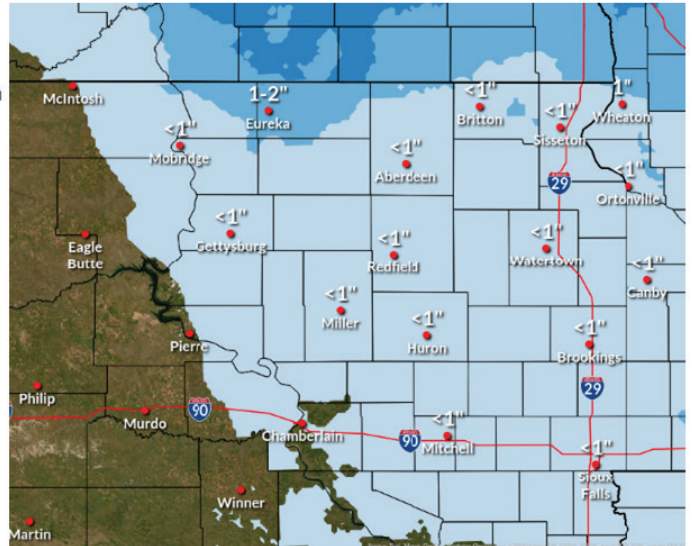 McIntosh
1-2"
Eureka
<1"
Britton
1"
Wheaton
<1"
Sisseton
<1"
Mobridge
<1"
Aberdeen
29
<1"
Ortonville
<1"
Gettysburg
Eagle
Butte
<1"
Redfield
<1"
Watertown
<1"
Canby
<1"
Miller
<1"
Huron
Pierre
<1"
Brookings
Philip
29
90
Murdo
Chamberlain
90
<1"
Mitchell
<1"
Sioux
Falls
Winner
Martin